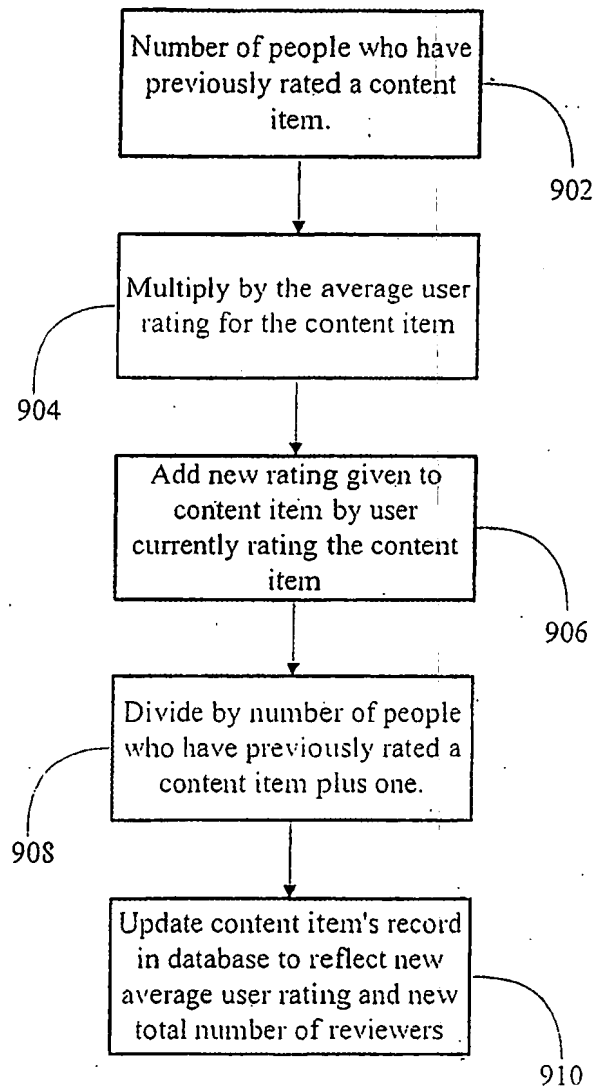 Number of people who have
previously rated a content
item.
902
Multiply by the average user
rating for the content item
904
Add new rating given to
content item by user
currently rating the content
item
906
Divide by number of people
who have previously rated a
content item plus one.
908
Update content item's record
in database to reflect new
average user rating and new
total number of reviewers
910